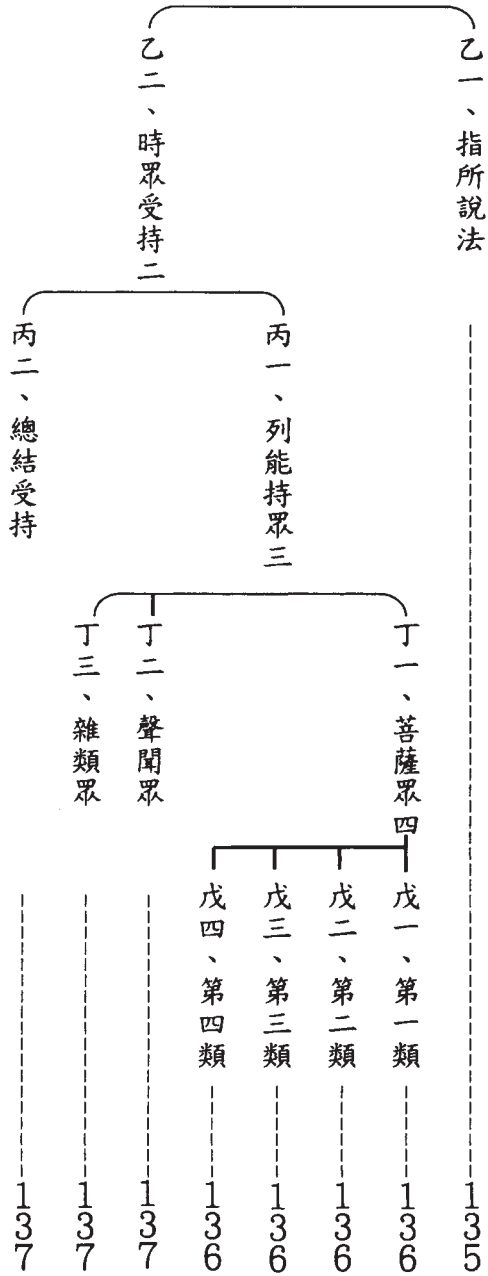 乙一、指所說法 135
乙二、時眾受持二
丙一、列能持眾三
丁一、菩薩眾四
戊一、第一類 136
戊二、第二類 136
戊三、第三類 136
戊四、第四類 136
丁二、聲聞眾 137
丁三、雜類眾 137
丙二、總結受持 137